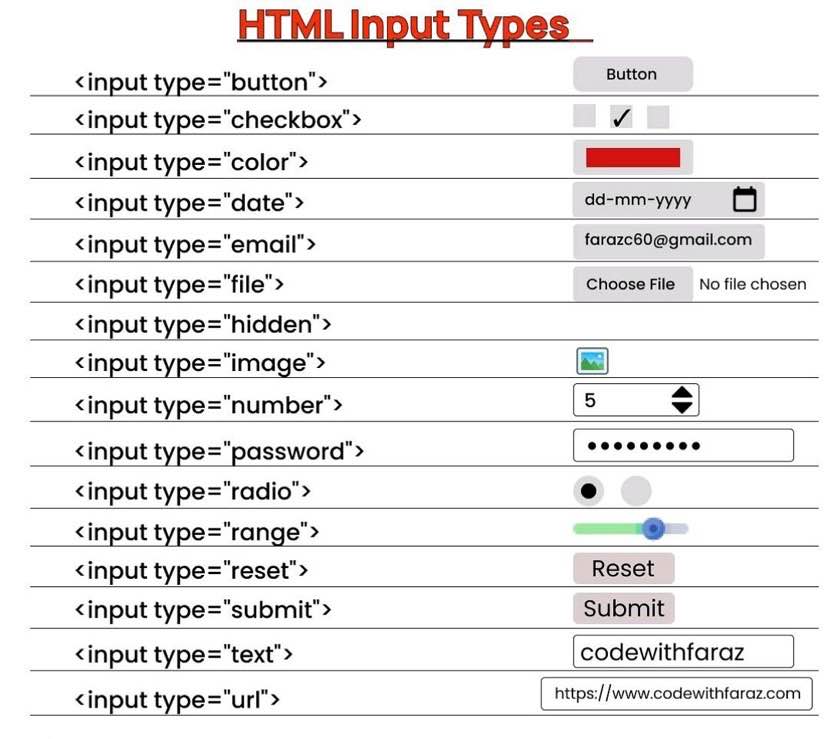 HTML Input Types
<input type="button"> Button
<input type="checkbox"> ✓
<input type="color">
<input type="date"> dd-mm-yyyy
<input type="email"> farazc60@gmail.com
<input type="file"> Choose File No file chosen
<input type="hidden">
<input type="image">
<input type="number"> 5
<input type="password"> •••••••••
<input type="radio">
<input type="range">
<input type="reset"> Reset
<input type="submit"> Submit
<input type="text"> codewithfaraz
<input type="url"> https://www.codewithfaraz.com